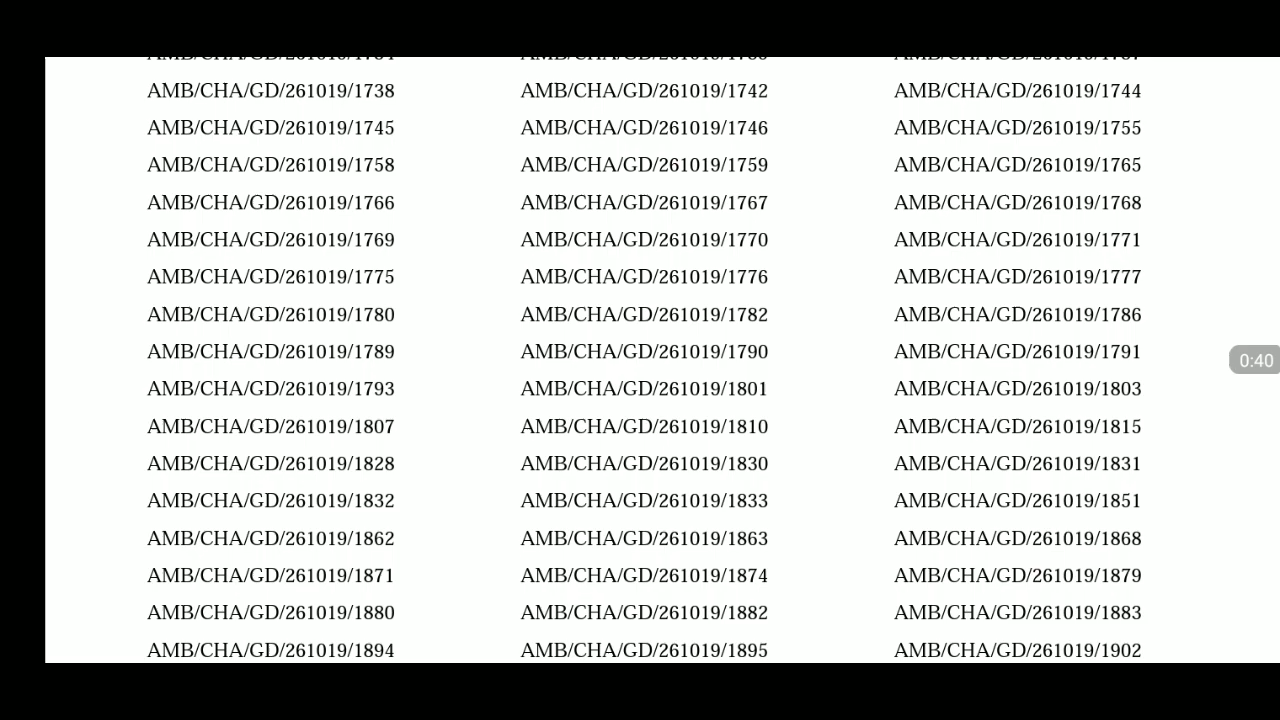 AMB/CHA/GD/261019/1738 AMB/CHA/GD/261019/1742 AMB/CHA/GD/261019/1744
AMB/CHA/GD/261019/1745 AMB/CHA/GD/261019/1746 AMB/CHA/GD/261019/1755
AMB/CHA/GD/261019/1758 AMB/CHA/GD/261019/1759 AMB/CHA/GD/261019/1765
AMB/CHA/GD/261019/1766 AMB/CHA/GD/261019/1767 AMB/CHA/GD/261019/1768
AMB/CHA/GD/261019/1769 AMB/CHA/GD/261019/1770 AMB/CHA/GD/261019/1771
AMB/CHA/GD/261019/1775 AMB/CHA/GD/261019/1776 AMB/CHA/GD/261019/1777
AMB/CHA/GD/261019/1780 AMB/CHA/GD/261019/1782 AMB/CHA/GD/261019/1786
AMB/CHA/GD/261019/1789 AMB/CHA/GD/261019/1790 AMB/CHA/GD/261019/1791
0:40
AMB/CHA/GD/261019/1793 AMB/CHA/GD/261019/1801 AMB/CHA/GD/261019/1803
AMB/CHA/GD/261019/1807 AMB/CHA/GD/261019/1810 AMB/CHA/GD/261019/1815
AMB/CHA/GD/261019/1828 AMB/CHA/GD/261019/1830 AMB/CHA/GD/261019/1831
AMB/CHA/GD/261019/1832 AMB/CHA/GD/261019/1833 AMB/CHA/GD/261019/1851
AMB/CHA/GD/261019/1862 AMB/CHA/GD/261019/1863 AMB/CHA/GD/261019/1868
AMB/CHA/GD/261019/1871 AMB/CHA/GD/261019/1874 AMB/CHA/GD/261019/1879
AMB/CHA/GD/261019/1880 AMB/CHA/GD/261019/1882 AMB/CHA/GD/261019/1883
AMB/CHA/GD/261019/1894 AMB/CHA/GD/261019/1895 AMB/CHA/GD/261019/1902